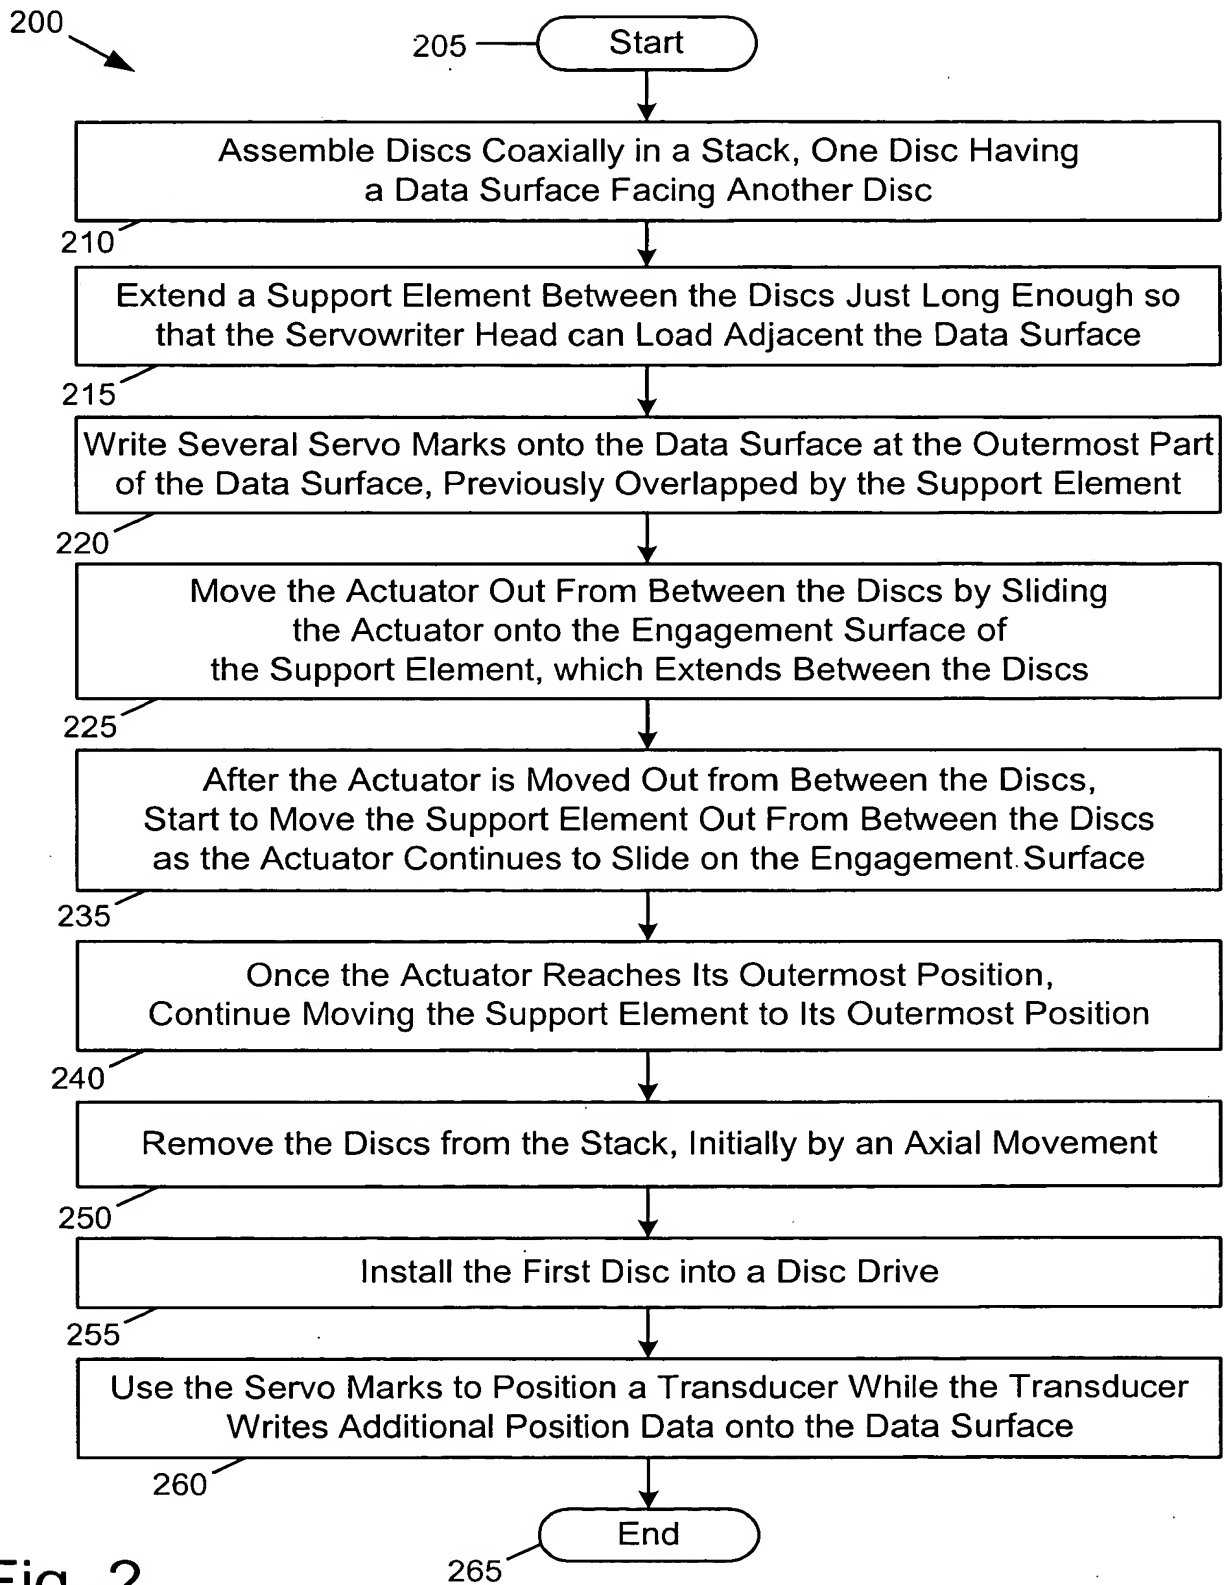 200
205
Start
Assemble Discs Coaxially in a Stack, One Disc Having
a Data Surface Facing Another Disc
210
Extend a Support Element Between the Discs Just Long Enough so
that the Servowriter Head can Load Adjacent the Data Surface
215
Write Several Servo Marks onto the Data Surface at the Outermost Part
of the Data Surface, Previously Overlapped by the Support Element
220
Move the Actuator Out From Between the Discs by Sliding
the Actuator onto the Engagement Surface of
the Support Element, which Extends Between the Discs
225
After the Actuator is Moved Out from Between the Discs,
Start to Move the Support Element Out From Between the Discs
as the Actuator Continues to Slide on the Engagement Surface
235
Once the Actuator Reaches Its Outermost Position,
Continue Moving the Support Element to Its Outermost Position
240
Remove the Discs from the Stack, Initially by an Axial Movement
250
Install the First Disc into a Disc Drive
255
Use the Servo Marks to Position a Transducer While the Transducer
Writes Additional Position Data onto the Data Surface
260
End
265
Fig. 2